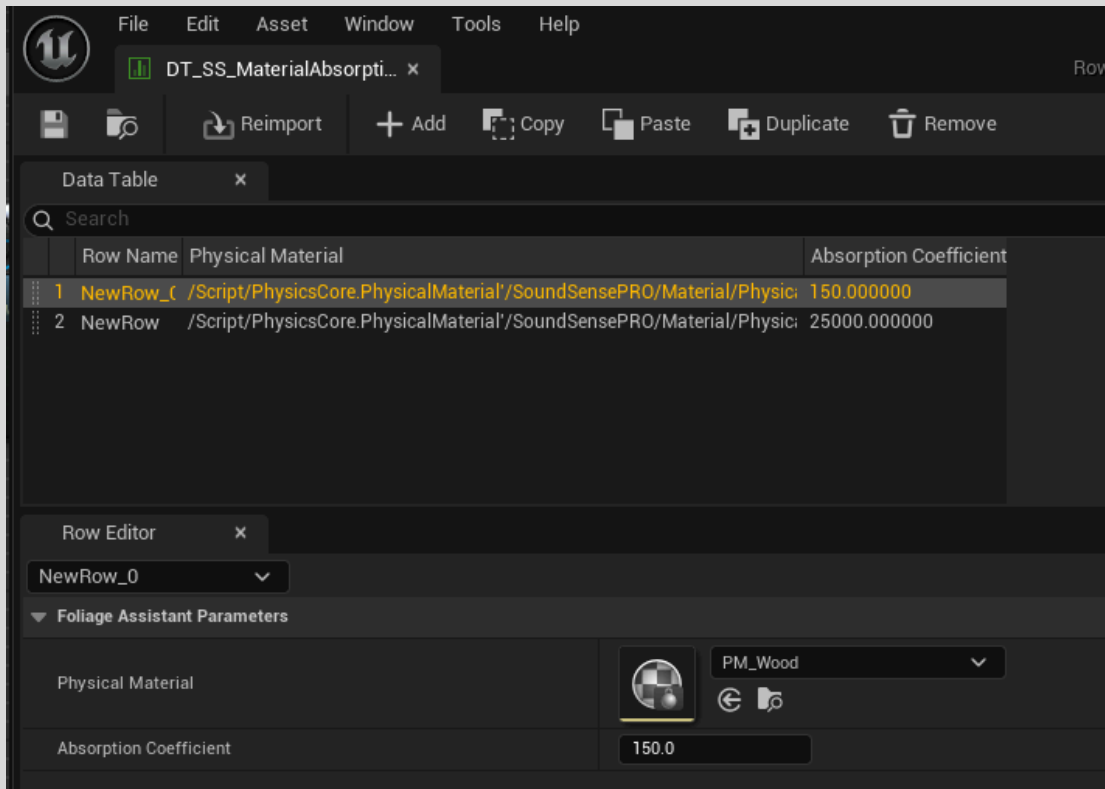 File Edit Asset Window Tools Help
DT_SS_MaterialAbsorpti... ×
Reimport Add Copy Paste Duplicate Remove
Data Table ×
Search
Row Name Physical Material Absorption Coefficient
1 NewRow_0 /Script/PhysicsCore.PhysicalMaterial'/SoundSensePRO/Material/Physic 150.000000
2 NewRow /Script/PhysicsCore.PhysicalMaterial'/SoundSensePRO/Material/Physic 25000.000000
Row Editor ×
NewRow_0
Foliage Assistant Parameters
Physical Material PM_Wood
Absorption Coefficient 150.0